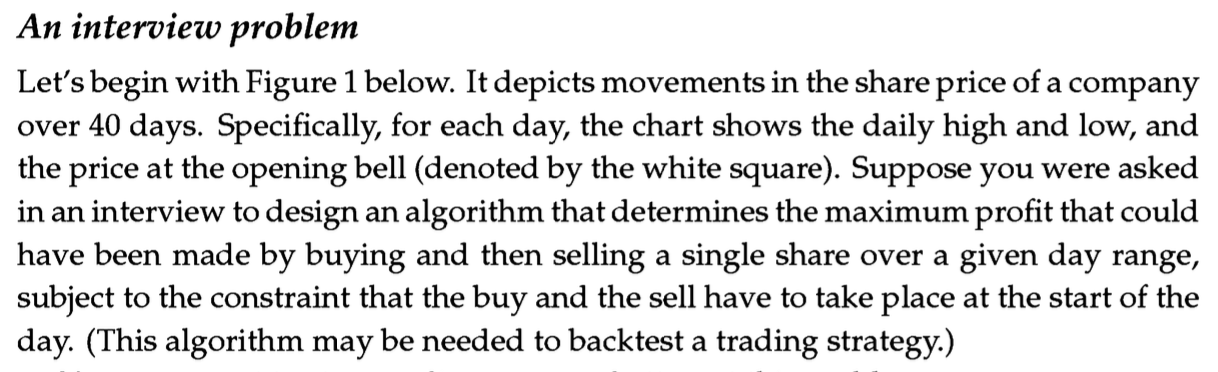 An interview problem
Let's begin with Figure 1 below. It depicts movements in the share price of a company
over 40 days. Specifically, for each day, the chart shows the daily high and low, and
the price at the opening bell (denoted by the white square). Suppose you were asked
in an interview to design an algorithm that determines the maximum profit that could
have been made by buying and then selling a single share over a given day range,
subject to the constraint that the buy and the sell have to take place at the start of the
day. (This algorithm may be needed to backtest a trading strategy.)